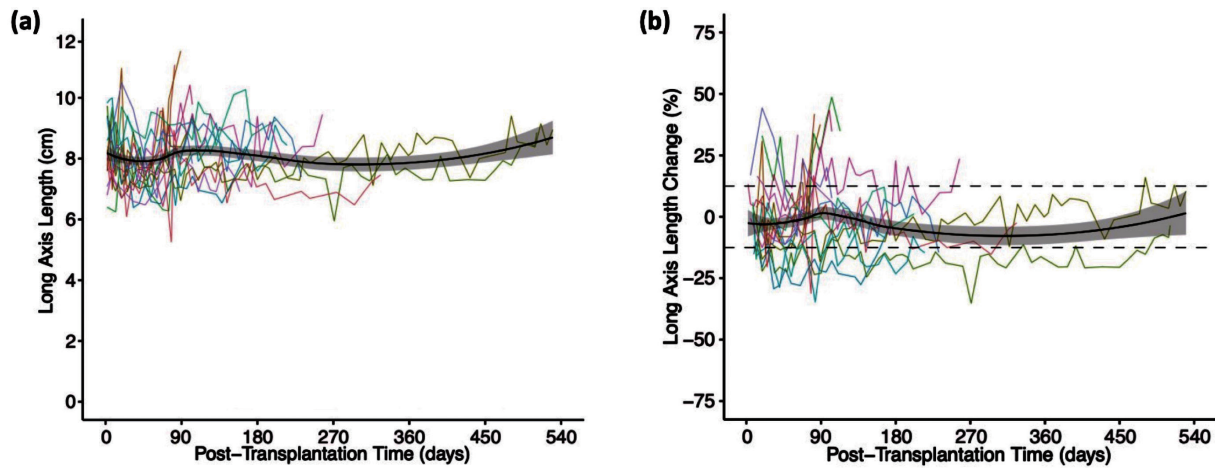 (a)
Long Axis Length (cm)
12
10
8
6
4
2
0
0 90 180 270 360 450 540
Post-Transplantation Time (days)
(b)
Long Axis Length Change (%)
75
50
25
0
−25
−50
−75
0 90 180 270 360 450 540
Post-Transplantation Time (days)